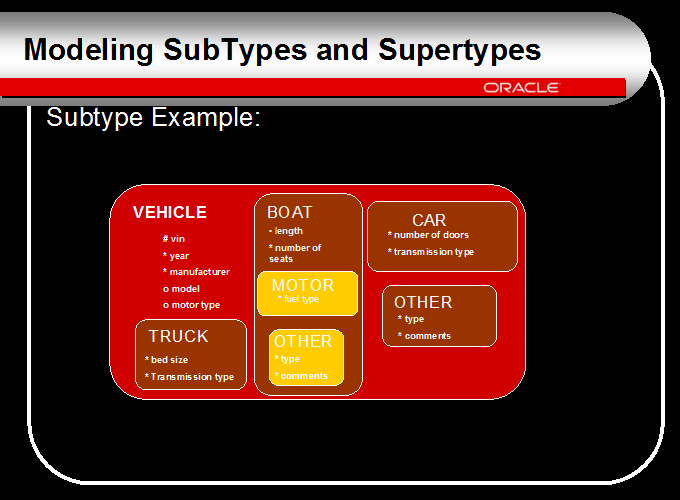 Modeling SubTypes and Supertypes
ORACLE
Subtype Example:
VEHICLE
# vin
* year
* manufacturer
o model
o motor type
TRUCK
* bed size
* Transmission type
BOAT
* length
* number of
seats
MOTOR
* fuel type
OTHER
* type
* comments
CAR
* number of doors
* transmission type
OTHER
* type
* comments